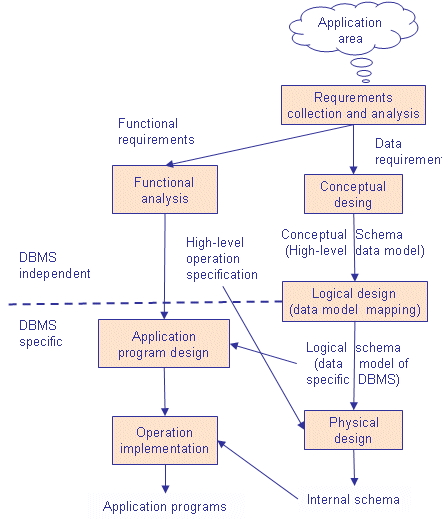 Application
area
Requrements
collection and analysis
Functional
requirements
Data
requirement
Functional
analysis
Conceptual
desing
High-level
operation
specification
Conceptual Schema
(High-level data model)
DBMS
independent
Logical design
(data model mapping)
DBMS
specific
Application
program design
Logical schema
(data model of
specific DBMS)
Operation
implementation
Physical
design
Application programs
Internal schema